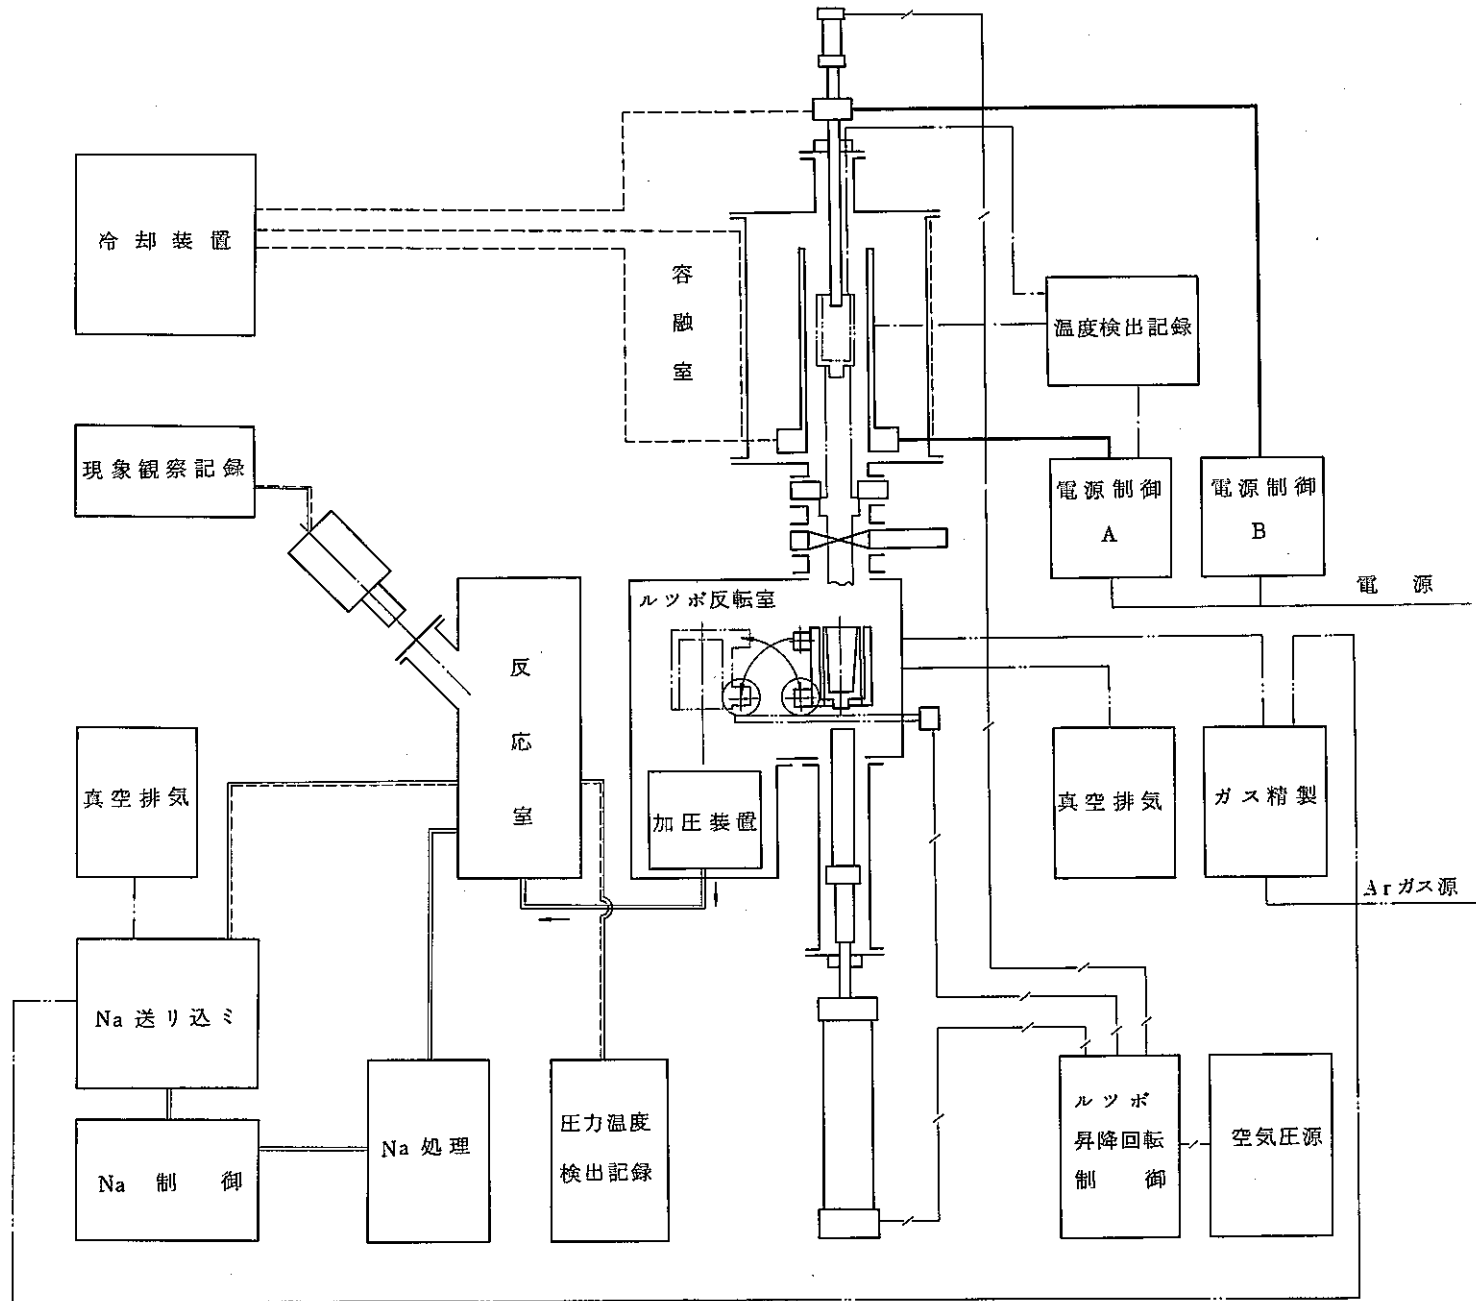 冷却装置
容融室
温度検出記録
現象観察記録
電源制御
A
電源制御
B
電源
ルツボ反転室
反応室
真空排気
加圧装置
真空排気
ガス精製
Arガス源
Na送リ込ミ
Na制御
Na処理
圧力温度
検出記録
ルツボ
昇降回転
制御
空気圧源